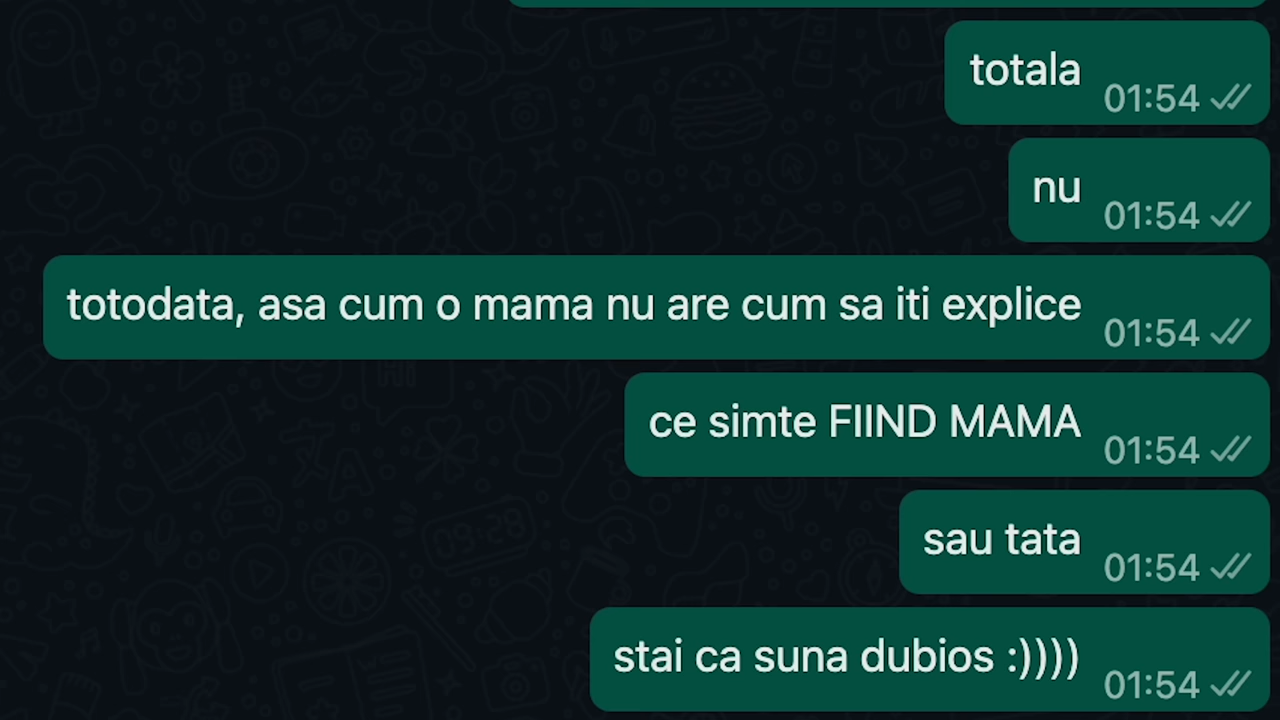 totala
01:54
nu
01:54
totodata, asa cum o mama nu are cum sa iti explice
01:54
ce simte FIIND MAMA
01:54
sau tata
01:54
stai ca suna dubios :))))
01:54